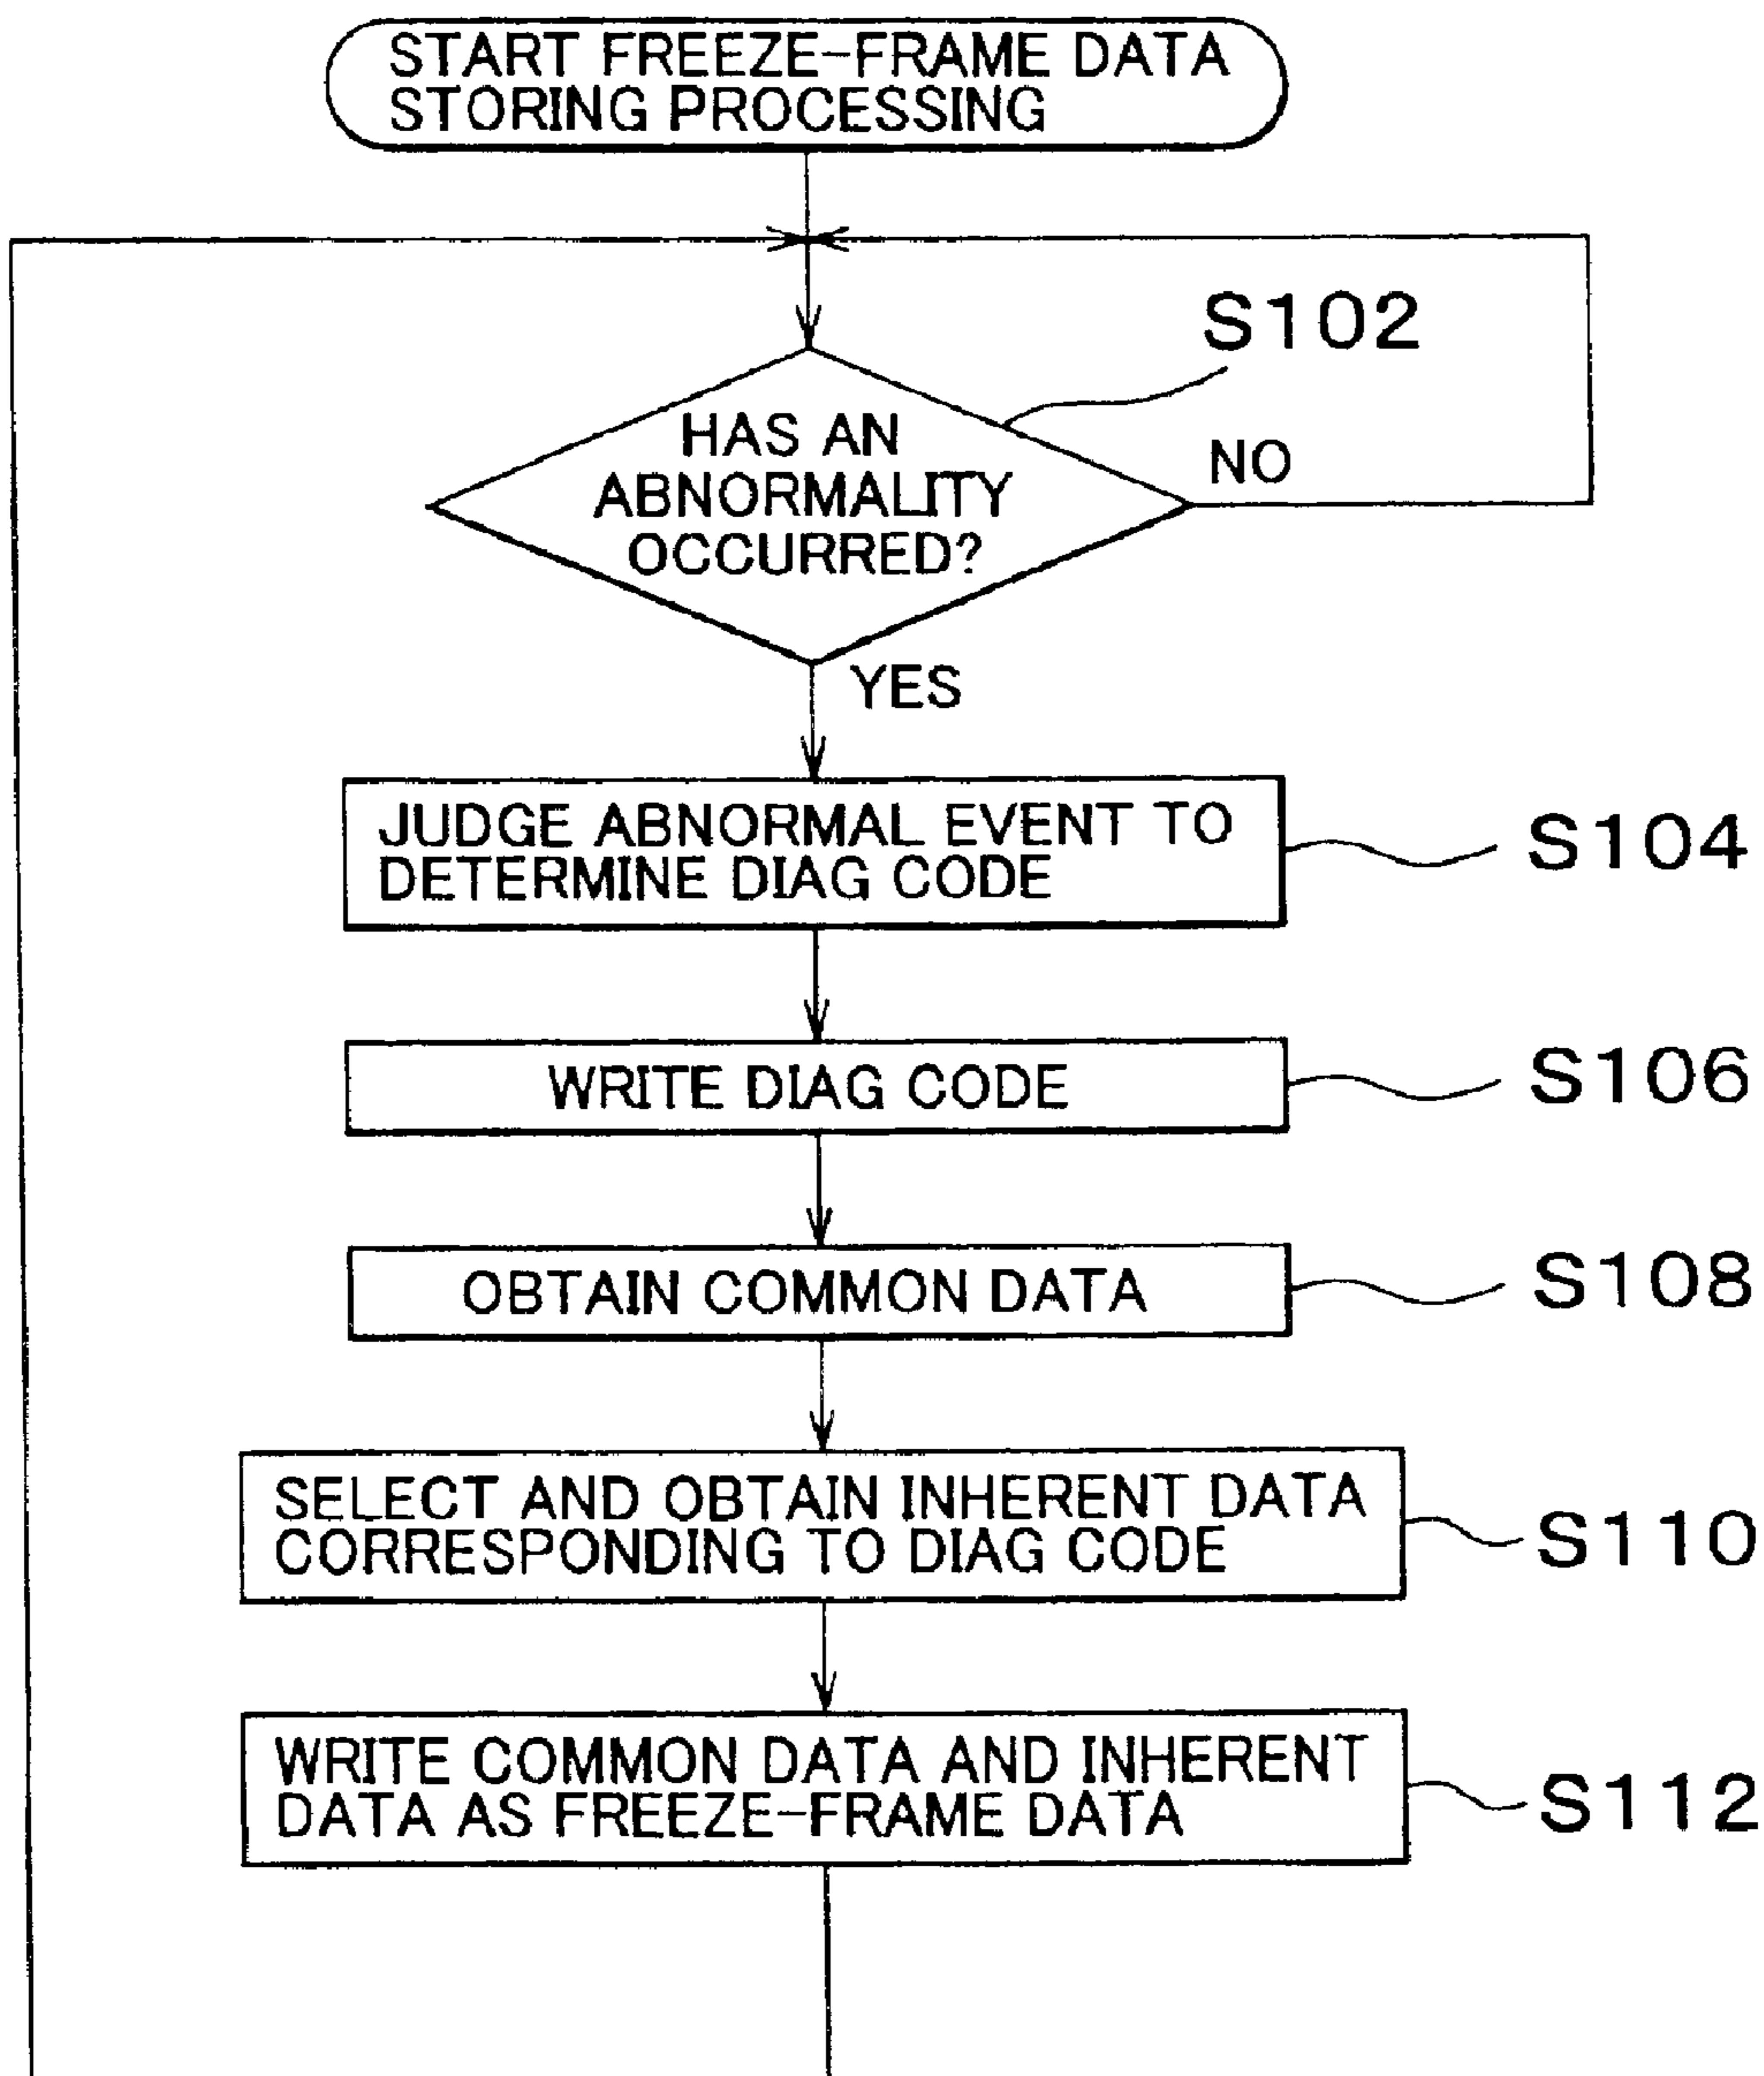 START FREEZE-FRAME DATA
STORING PROCESSING
S102
HAS AN
ABNORMALITY
OCCURRED?
NO
YES
JUDGE ABNORMAL EVENT TO
DETERMINE DIAG CODE
S104
WRITE DIAG CODE
S106
OBTAIN COMMON DATA
S108
SELECT AND OBTAIN INHERENT DATA
CORRESPONDING TO DIAG CODE
S110
WRITE COMMON DATA AND INHERENT
DATA AS FREEZE-FRAME DATA
S112